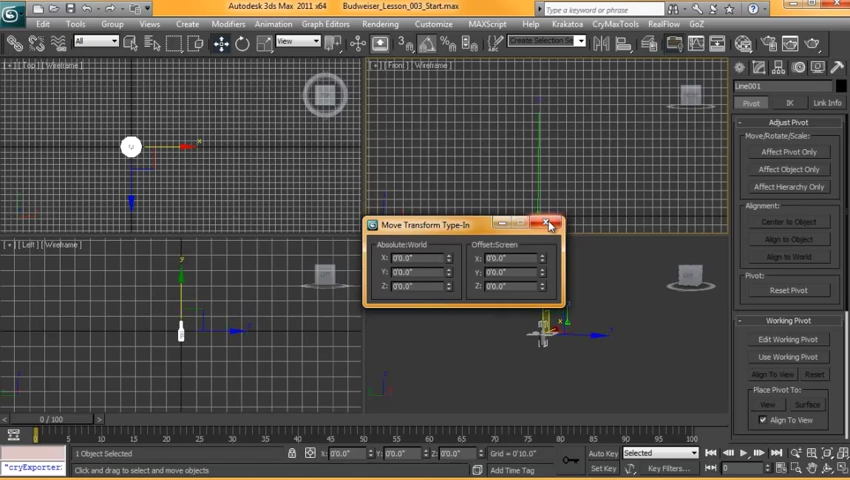 Autodesk 3ds Max 2011 x64 Budweiser_Lesson_003_Start.max
Type a keyword or phrase
Edit Tools Group Views Create Modifiers Animation Graph Editors Rendering Customize MAXScript Help Krakatoa CryMaxTools RealFlow GoZ
All View 3 Create Selection Se
[ + ] Top ] Wireframe ]
[ + ] Front ] Wireframe ]
Line001
Pivot IK Link Info
Adjust Pivot
Move/Rotate/Scale:
Affect Pivot Only
Affect Object Only
Affect Hierarchy Only
Alignment:
Center to Object
Align to Object
Align to World
Pivot:
Reset Pivot
Working Pivot
Edit Working Pivot
Use Working Pivot
Align To View Reset
Place Pivot To:
View Surface
Align To View
x
Move Transform Type-In
Absolute:World Offset:Screen
X: 0'0.0" X: 0'0.0"
Y: 0'0.0" Y: 0'0.0"
Z: 0'0.0" Z: 0'0.0"
[ + ] Left ] Wireframe ]
y
x
0 / 100
0 5 10 15 20 25 30 35 40 45 50 55 60 65 70 75 80 85 90 95 100
1 Object Selected X: 0'0.0" Y: 0'0.0" Z: 0'0.0" Grid = 0'10.0" Auto Key Selected
"cryExporter: Click and drag to select and move objects Add Time Tag Set Key Key Filters... 0